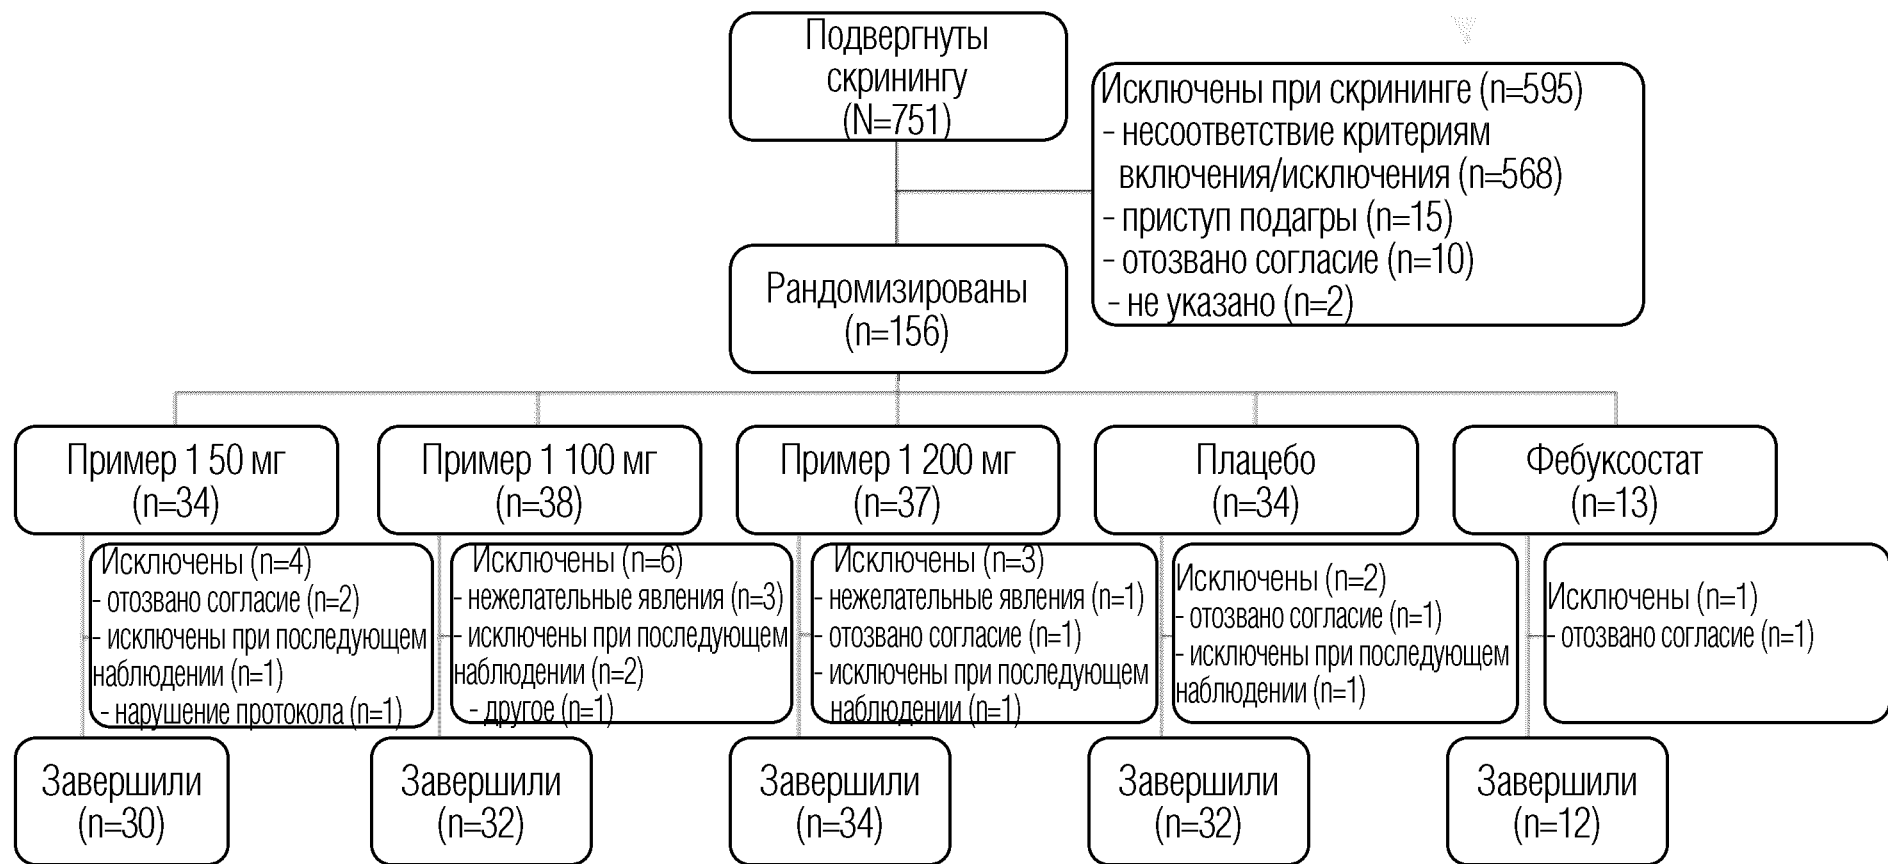 Подвергнуты
скринингу
(N=751)
Исключены при скрининге (n=595)
- несоответствие критериям
включения/исключения (n=568)
- приступ подагры (n=15)
- отозвано согласие (n=10)
- не указано (n=2)
Рандомизированы
(n=156)
Пример 1 50 мг
(n=34)
Пример 1 100 мг
(n=38)
Пример 1 200 мг
(n=37)
Плацебо
(n=34)
Фебуксостат
(n=13)
Исключены (n=4)
- отозвано согласие (n=2)
- исключены при последующем
наблюдении (n=1)
- нарушение протокола (n=1)
Исключены (n=6)
- нежелательные явления (n=3)
- исключены при последующем
наблюдении (n=2)
- другое (n=1)
Исключены (n=3)
- нежелательные явления (n=1)
- отозвано согласие (n=1)
- исключены при последующем
наблюдении (n=1)
Исключены (n=2)
- отозвано согласие (n=1)
- исключены при последующем
наблюдении (n=1)
Исключены (n=1)
- отозвано согласие (n=1)
Завершили
(n=30)
Завершили
(n=32)
Завершили
(n=34)
Завершили
(n=32)
Завершили
(n=12)